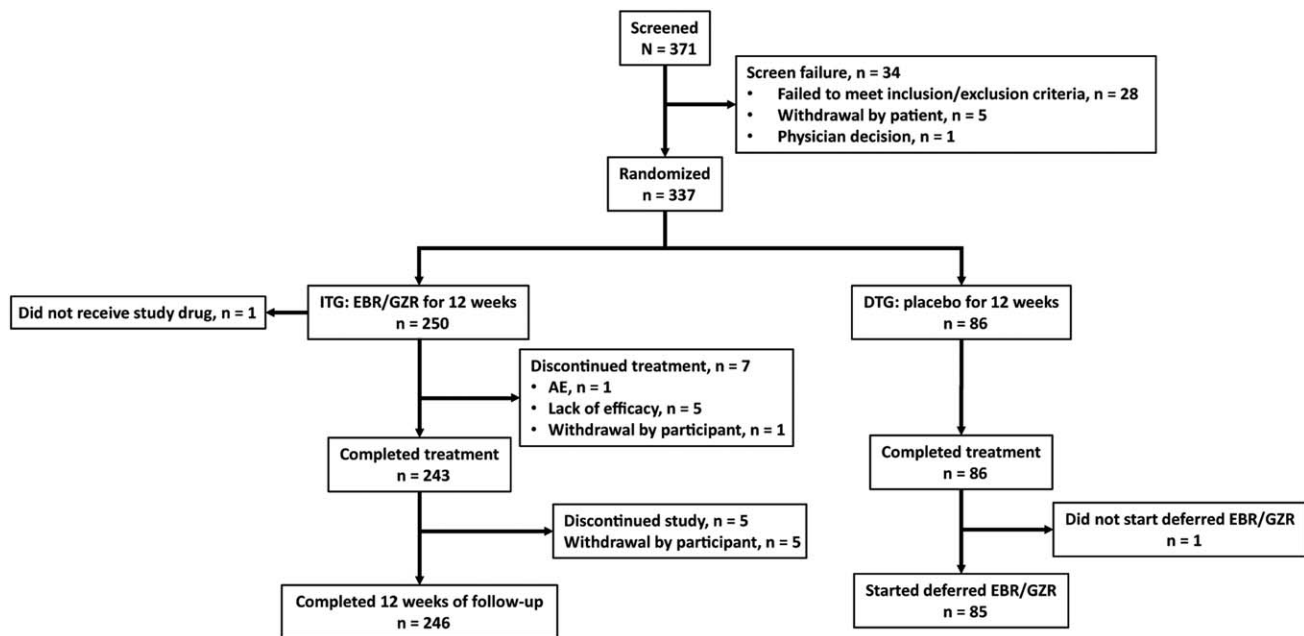 Screened
N = 371
Screen failure, n = 34
• Failed to meet inclusion/exclusion criteria, n = 28
• Withdrawal by patient, n = 5
• Physician decision, n = 1
Randomized
n = 337
Did not receive study drug, n = 1
ITG: EBR/GZR for 12 weeks
n = 250
DTG: placebo for 12 weeks
n = 86
Discontinued treatment, n = 7
• AE, n = 1
• Lack of efficacy, n = 5
• Withdrawal by participant, n = 1
Completed treatment
n = 243
Completed treatment
n = 86
Discontinued study, n = 5
Withdrawal by participant, n = 5
Did not start deferred EBR/GZR
n = 1
Completed 12 weeks of follow-up
n = 246
Started deferred EBR/GZR
n = 85